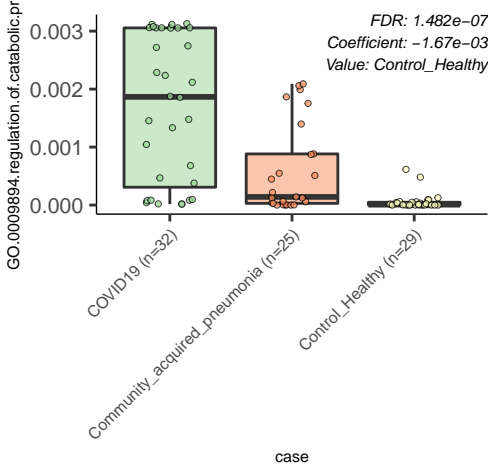 GO.0009894.regulation.of.catabolic.pr
0.003
0.002
0.001
0.000
FDR: 1.482e−07
Coefficient: −1.67e−03
Value: Control_Healthy
COVID19 (n=32)
Community_acquired_pneumonia (n=25)
Control_Healthy (n=29)
case